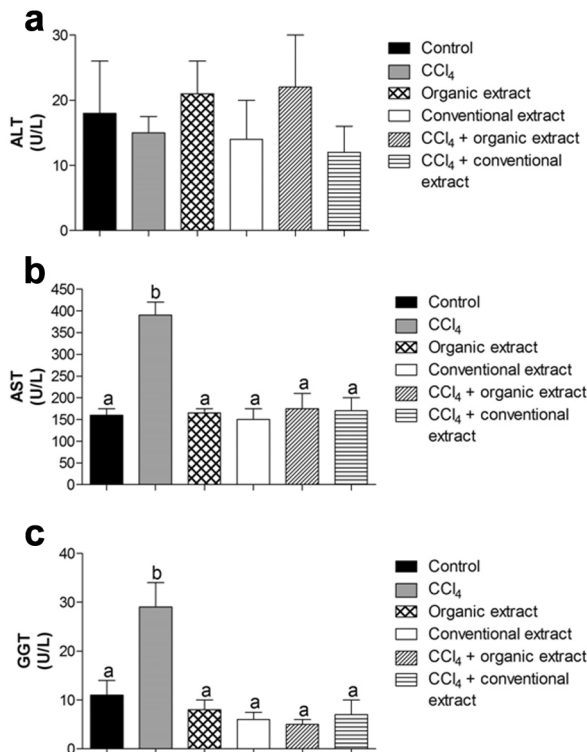 a
30
20
10
0
ALT
(U/L)
Control
CCl₄
Organic extract
Conventional extract
CCl₄ + organic extract
CCl₄ + conventional
extract
b
450
400
350
300
250
200
150
100
50
0
AST
(U/L)
a b a a a a
Control
CCl₄
Organic extract
Conventional extract
CCl₄ + organic extract
CCl₄ + conventional
extract
c
40
30
20
10
0
GGT
(U/L)
a b a a a a
Control
CCl₄
Organic extract
Conventional extract
CCl₄ + organic extract
CCl₄ + conventional
extract